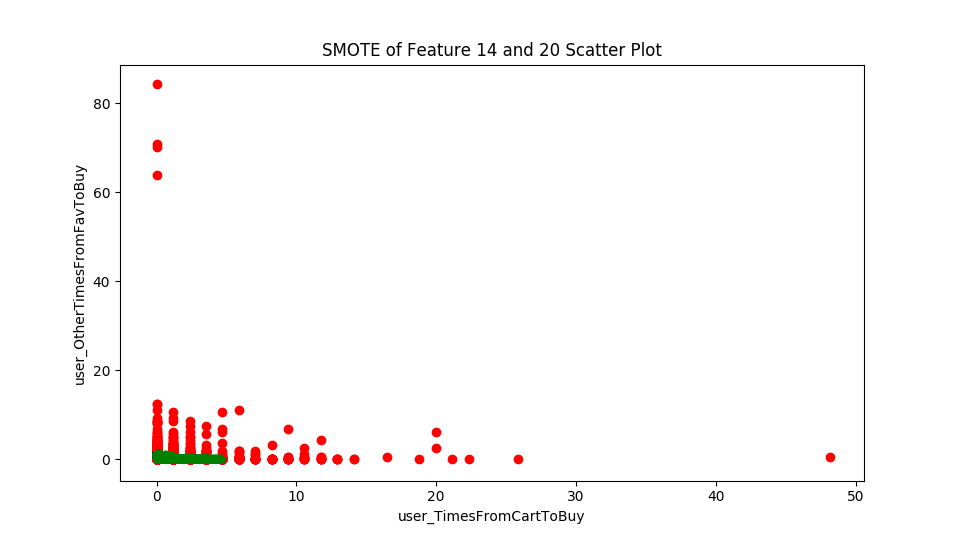 SMOTE of Feature 14 and 20 Scatter Plot
80
60
40
20
0
user_OtherTimesFromFavToBuy
0 10 20 30 40 50
user_TimesFromCartToBuy